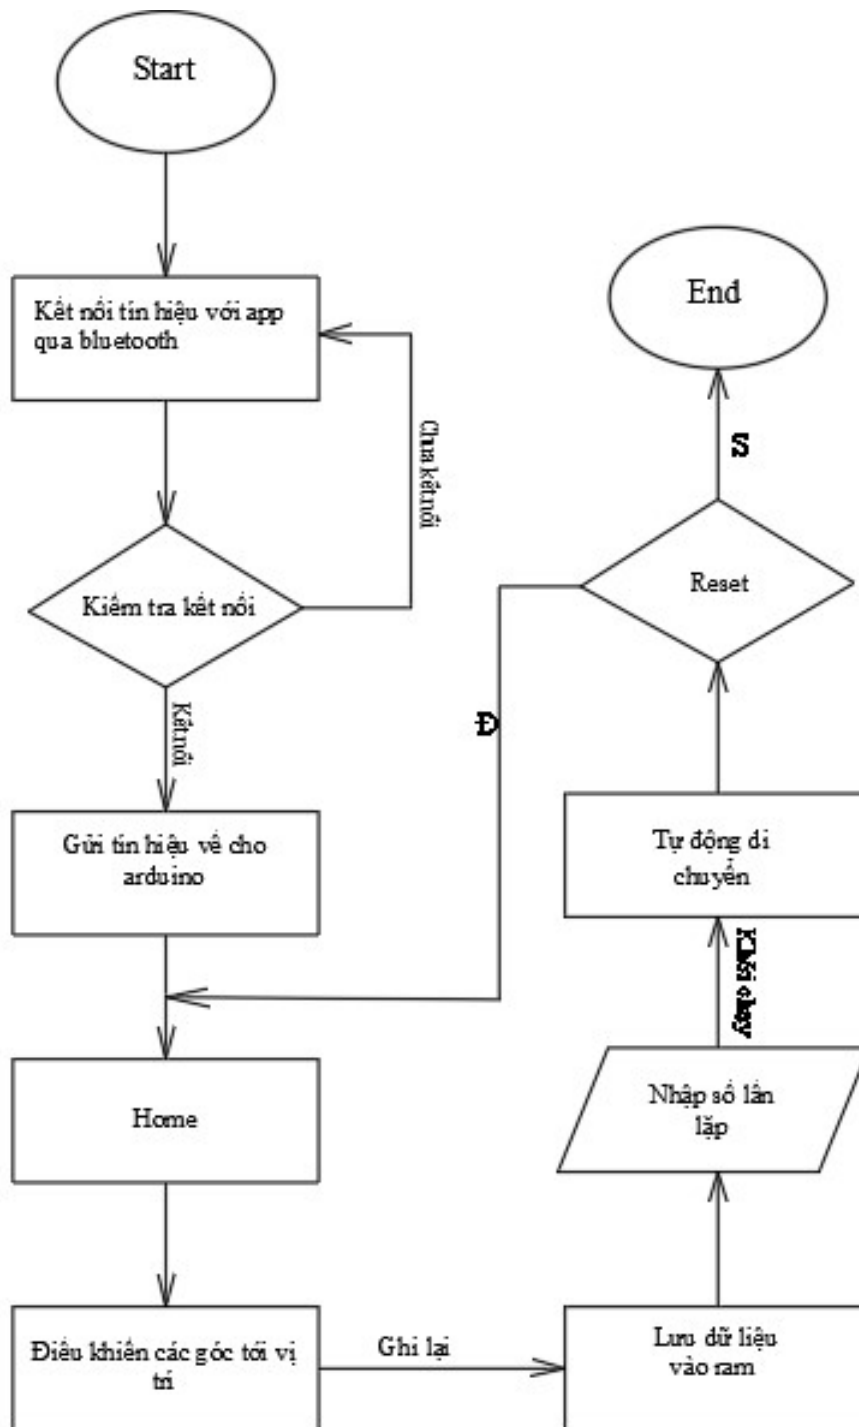 Start
Kết nối tín hiệu với app
qua bluetooth
Chưa kết nối
Kiểm tra kết nối
Kết nối
Gửi tín hiệu về cho
arduino
Home
Điều khiển các góc tới vị
trí
Ghi lại
Lưu dữ liệu
vào ram
Nhập số lần
lặp
Khởi chạy
Tự động di
chuyển
Reset
Đ
S
End